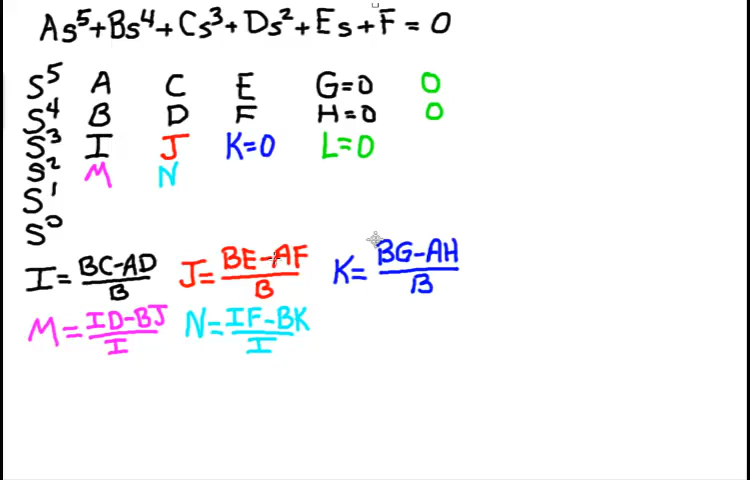 As⁵+Bs⁴+Cs³+Ds²+Es+F=0
S⁵ A C E G=0 0
S⁴ B D F H=0 0
S³ I J K=0 L=0
S² M N
S¹
S⁰
I=BC-AD/B J=BE-AF/B K=BG-AH/B
M=ID-BJ/I N=IF-BK/I